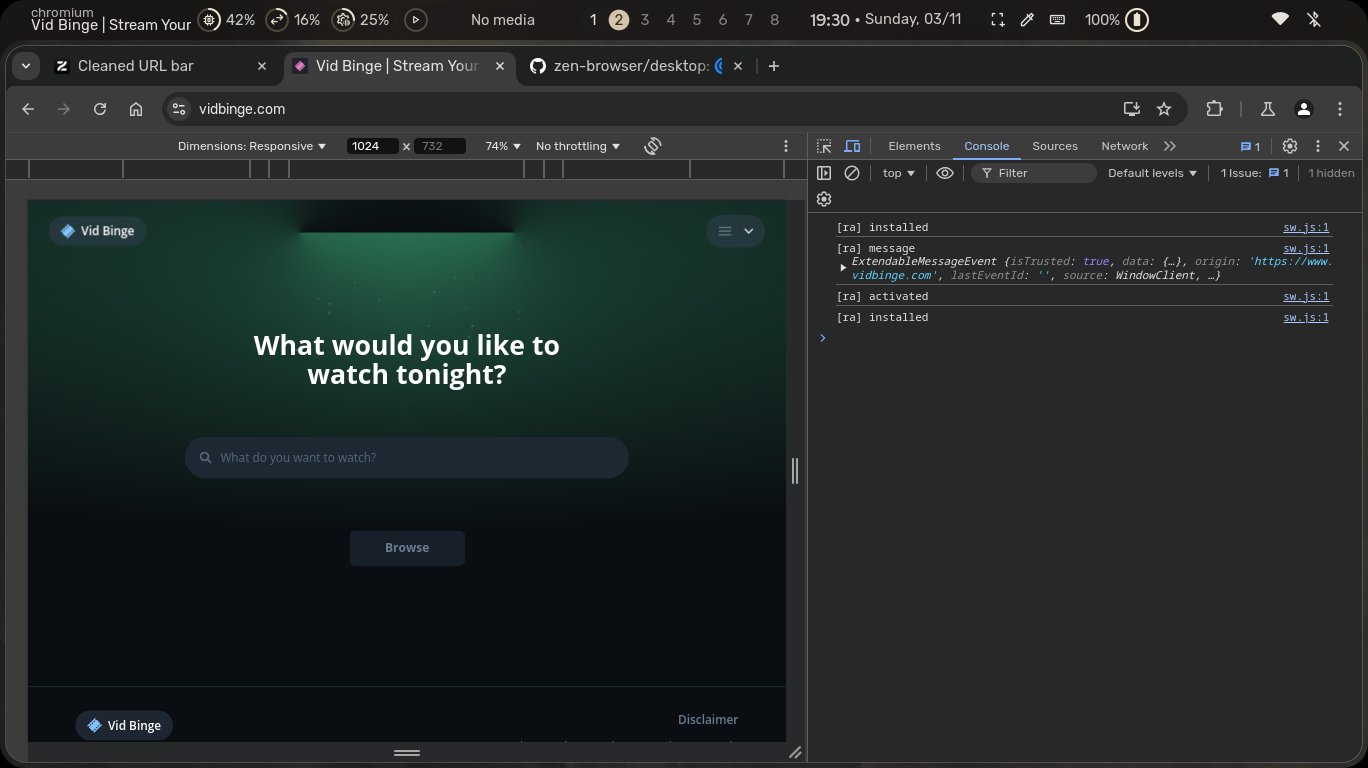 chromium
Vid Binge | Stream Your
42%
16%
25%
No media
1 2 3 4 5 6 7 8
19:30 • Sunday, 03/11
100%
Cleaned URL bar
Vid Binge | Stream Your
zen-browser/desktop:
vidbinge.com
Dimensions: Responsive
1024 × 732
74%
No throttling
Elements
Console
Sources
Network
1
top
Filter
Default levels
1 Issue:
1
1 hidden
Vid Binge
What would you like to
watch tonight?
What do you want to watch?
Browse
Vid Binge
Disclaimer
[ra] installed sw.js:1
[ra] message sw.js:1
ExtendableMessageEvent {isTrusted: true, data: {…}, origin: 'https://www.
vidbinge.com', lastEventId: '', source: WindowClient, …}
[ra] activated sw.js:1
[ra] installed sw.js:1